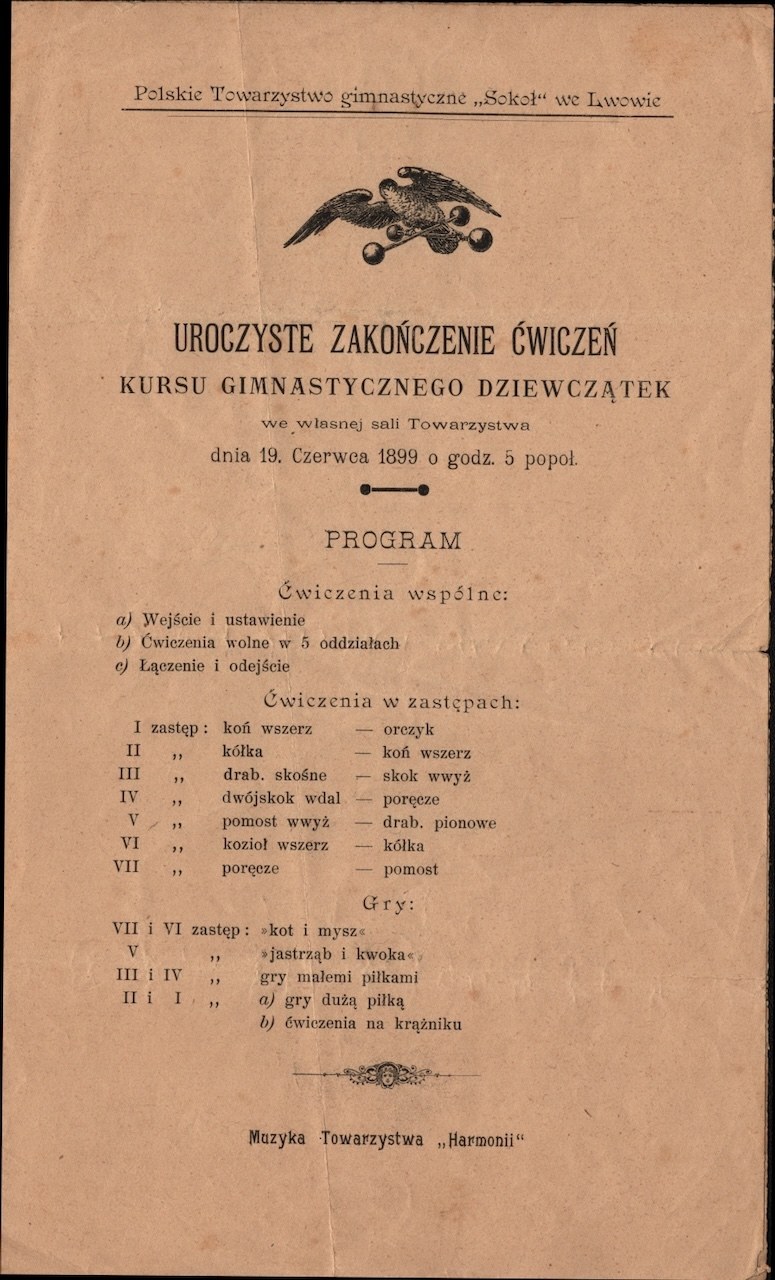 Polskie Towarzystwo gimnastyczne „Sokoł“ we Lwowie
UROCZYSTE ZAKOŃCZENIE ĆWICZEŃ
KURSU GIMNASTYCZNEGO DZIEWCZĄTEK
we własnej sali Towarzystwa
dnia 19. Czerwca 1899 o godz. 5 popoł.
PROGRAM
Ćwiczenia wspólne:
a) Wejście i ustawienie
b) Ćwiczenia wolne w 5 oddziałach
c) Łączenie i odejście
Ćwiczenia w zastępach:
I zastęp: koń wszerz — orczyk
II „ kółka — koń wszerz
III „ drab. skośne — skok wwyż
IV „ dwójskok wdal — poręcze
V „ pomost wwyż — drab. pionowe
VI „ kozioł wszerz — kółka
VII „ poręcze — pomost
Gry:
VII i VI zastęp: »kot i mysz«
V „ »jastrząb i kwoka«
III i IV „ gry małemi piłkami
II i I „ a) gry dużą piłką
b) ćwiczenia na krążniku
Muzyka Towarzystwa „Harmonii“